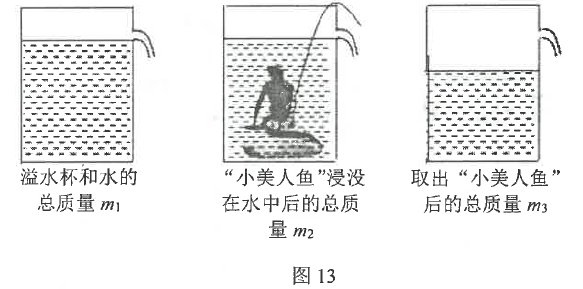 溢水杯和水的
总质量 m₁
“小美人鱼”浸没
在水中后的总质
量 m₂
取出“小美人鱼”
后的总质量 m₃
图 13